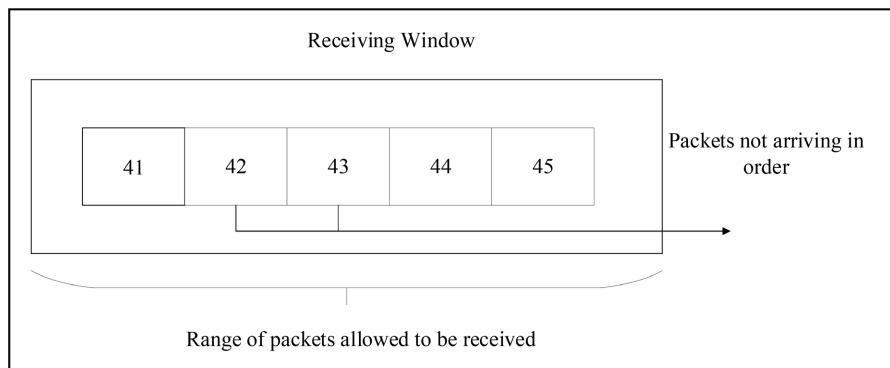 Receiving Window
41 42 43 44 45
Packets not arriving in
order
Range of packets allowed to be received